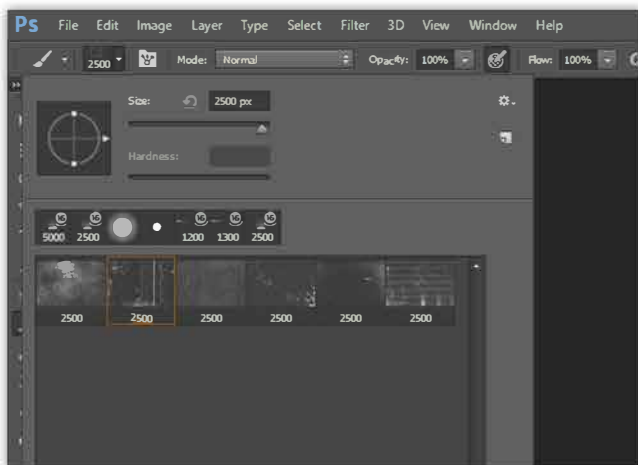 Ps File Edit Image Layer Type Select Filter 3D View Window Help
2500 Mode: Normal Opacity: 100% Flow: 100%
Size: 2500 px
Hardness:
5000 2500 1200 1300 2500
2500 2500 2500 2500 2500 2500